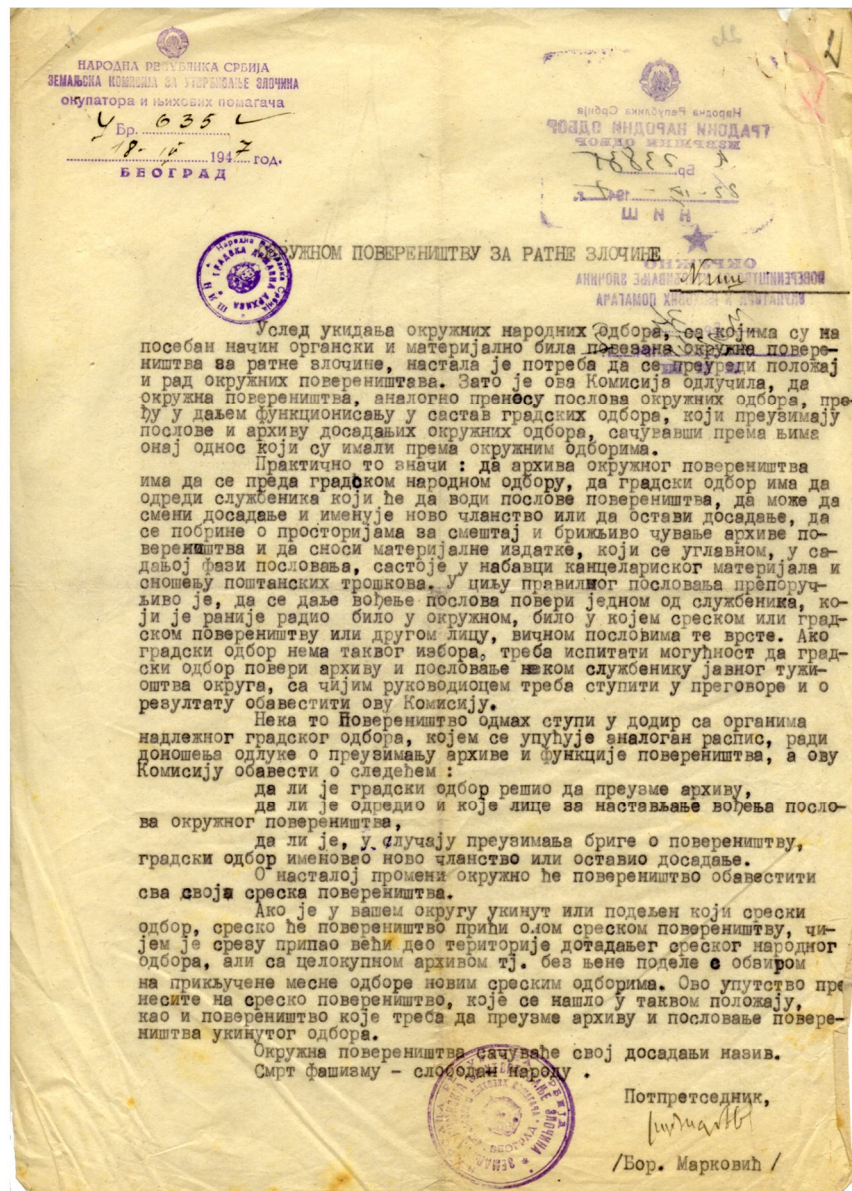 НАРОДНА РЕПУБЛИКА СРБИЈА
ЗЕМАЉСКА КОМИСИЈА ЗА УТВРЂИВАЊЕ ЗЛОЧИНА
окупатора и њихових помагача
У Бр. 635
18-IV 1947 год.
БЕОГРАД
Народна Република Србија
ГРАДСКИ НАРОДНИ ОДБОР
Бр.
НИШ
ОКРУЖНО
ОКРУЖНОМ ПОВЕРЕНИШТВУ ЗА РАТНЕ ЗЛОЧИНЕ
Ниш
Народна Република Србија
ГРАДСКА ДРЖАВНА АРХИВА
НИШ
Услед укидања окружних народних одбора, са којима су на
посебан начин органски и материјално била повезана окружна повере-
ништва за ратне злочине, настала је потреба да се преуреди положај
и рад окружних повереништава. Зато је ова Комисија одлучила, да
окружна повереништва, аналогно преносу послова окружних одбора, пре-
ђу у даљем функционисању у састав градских одбора, који преузимају
послове и архиву досадањих окружних одбора, сачувавши према њима
онај однос који су имали према окружним одборима.
Практично то значи : да архива окружног повереништва
има да се преда градском народном одбору, да градски одбор има да
одреди службеника који ће да води послове повереништва, да може да
смени досадање и именује ново чланство или да остави досадање, да
се побрине о просторијама за смештај и брижљиво чување архиве по-
верeништва и да сноси материјалне издатке, који се углавном, у са-
дањој фази пословања, састоје у набавци канцелариског материјала и
сношењу поштанских трошкова. У циљу правилног пословања препоруч-
љиво је, да се даље вођење послова повери једном од службеника, ко-
ји је раније радио било у окружном, било у којем среском или град-
ском повереништву или другом лицу, вичном пословима те врсте. Ако
градски одбор нема таквог избора, треба испитати могућност да град-
ски одбор повери архиву и пословање неком службенику јавног тужи-
оштва округа, са чијим руководиоцем треба ступити у преговоре и о
резултату обавестити ову Комисију.
Нека то Повереништво одмах ступи у додир са органима
надлежног градског одбора, којем се упућује аналоган распис, ради
доношења одлуке о преузимању архиве и функције повереништва, а ову
Комисију обавести о следећем :
да ли је градски одбор решио да преузме архиву,
да ли је одредио и које лице за настављање вођења посло-
ва окружног повереништва,
да ли је, у случају преузимања бриге о повереништву,
градски одбор именовао ново чланство или оставио досадање.
О насталој промени окружно ће повереништво обавестити
сва своја среска повереништва.
Ако је у вашем округу укинут или подељен који срески
одбор, среско ће повереништво прићи оном среском повереништву, чи-
јем је срезу припао већи део територије дотадањег среског народног
одбора, али са целокупном архивом тј. без њене поделе с обзиром
на прикључене месне одборе новим среским одборима. Ово упутство пре
несите на среско повереништво, које се нашло у таквом положају,
као и повереништво које треба да преузме архиву и пословање повере-
ништва укинутог одбора.
Окружна повереништва сачуваће свој досадањи назив.
Смрт фашизму - слободан народу .
Потпретседник,
/Бор. Марковић /